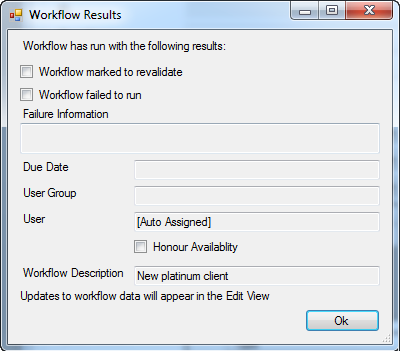 Workflow Results
Workflow has run with the following results:
Workflow marked to revalidate
Workflow failed to run
Failure Information
Due Date
User Group
User [Auto Assigned]
Honour Availablity
Workflow Description New platinum client
Updates to workflow data will appear in the Edit View
Ok